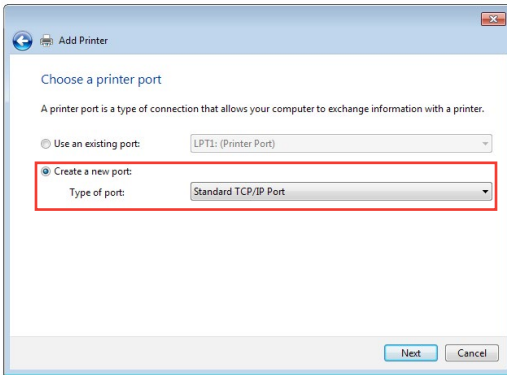 Add Printer
Choose a printer port
A printer port is a type of connection that allows your computer to exchange information with a printer.
Use an existing port: LPT1: (Printer Port)
Create a new port:
Type of port: Standard TCP/IP Port
Next Cancel